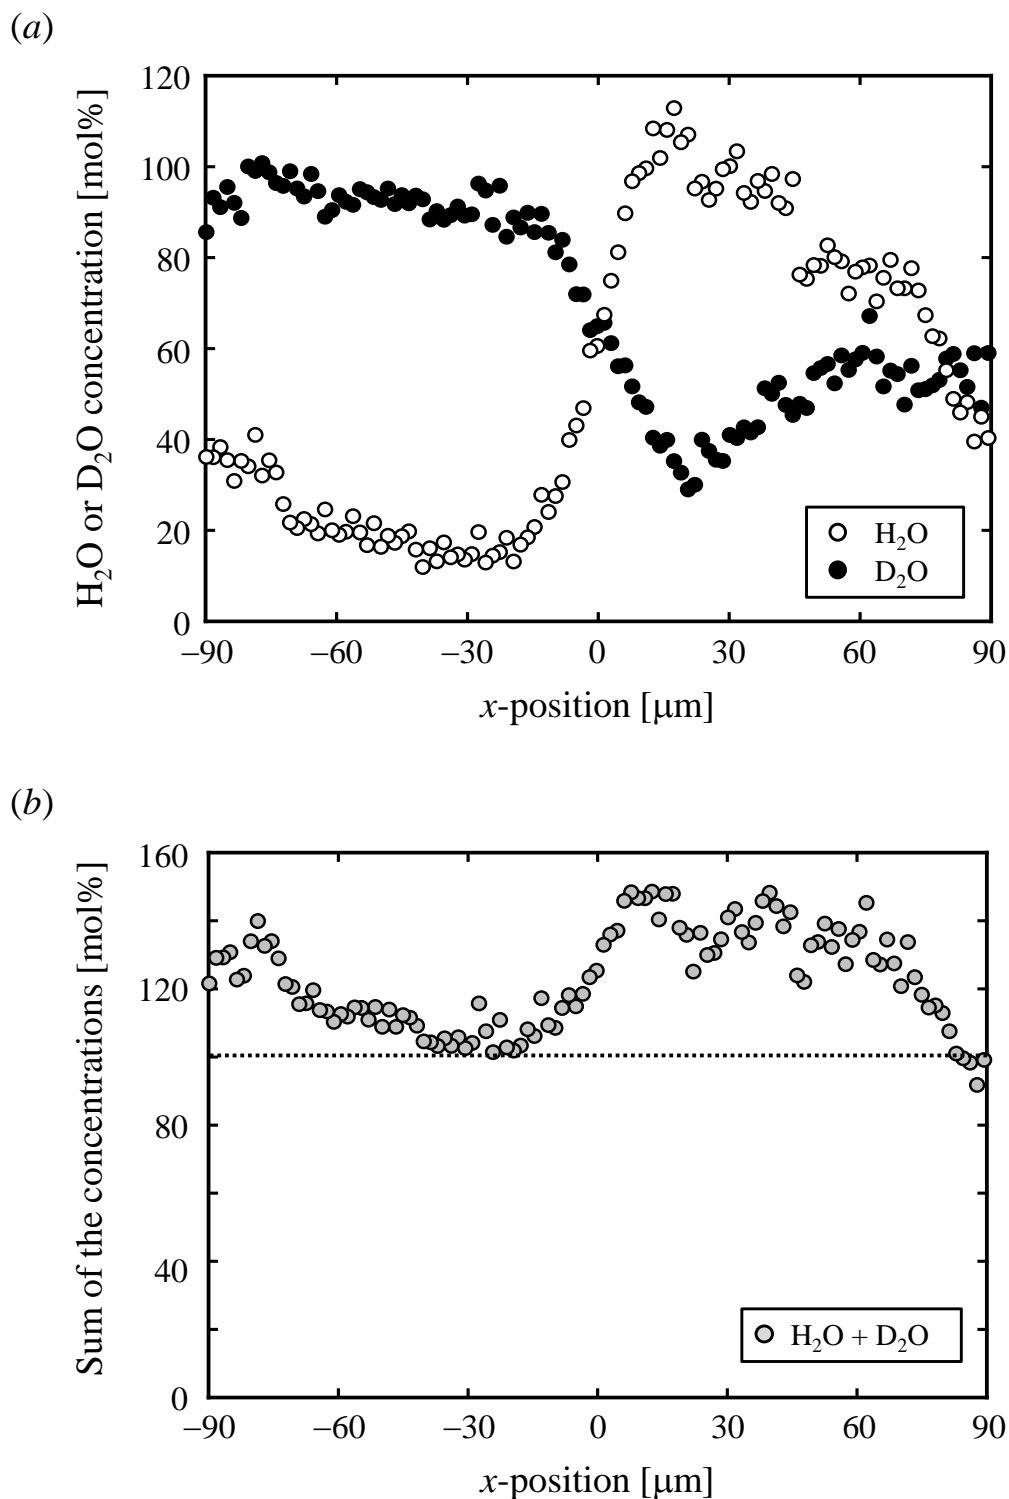 (a)
H₂O or D₂O concentration [mol%]
120
100
80
60
40
20
0
−90
−60
−30
0
30
60
90
x-position [μm]
H₂O
D₂O
(b)
Sum of the concentrations [mol%]
160
120
80
40
0
−90
−60
−30
0
30
60
90
x-position [μm]
H₂O + D₂O